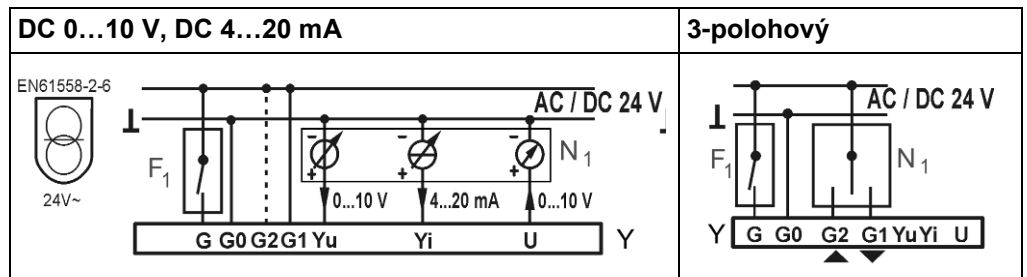 DC 0…10 V, DC 4…20 mA
3-polohový
EN61558-2-6
24V~
AC / DC 24 V
F1
N1
0...10 V
4...20 mA
0...10 V
G G0 G2 G1 Yu Yi U
Y
AC / DC 24 V
F1
N1
Y
G G0 G2 G1 Yu Yi U